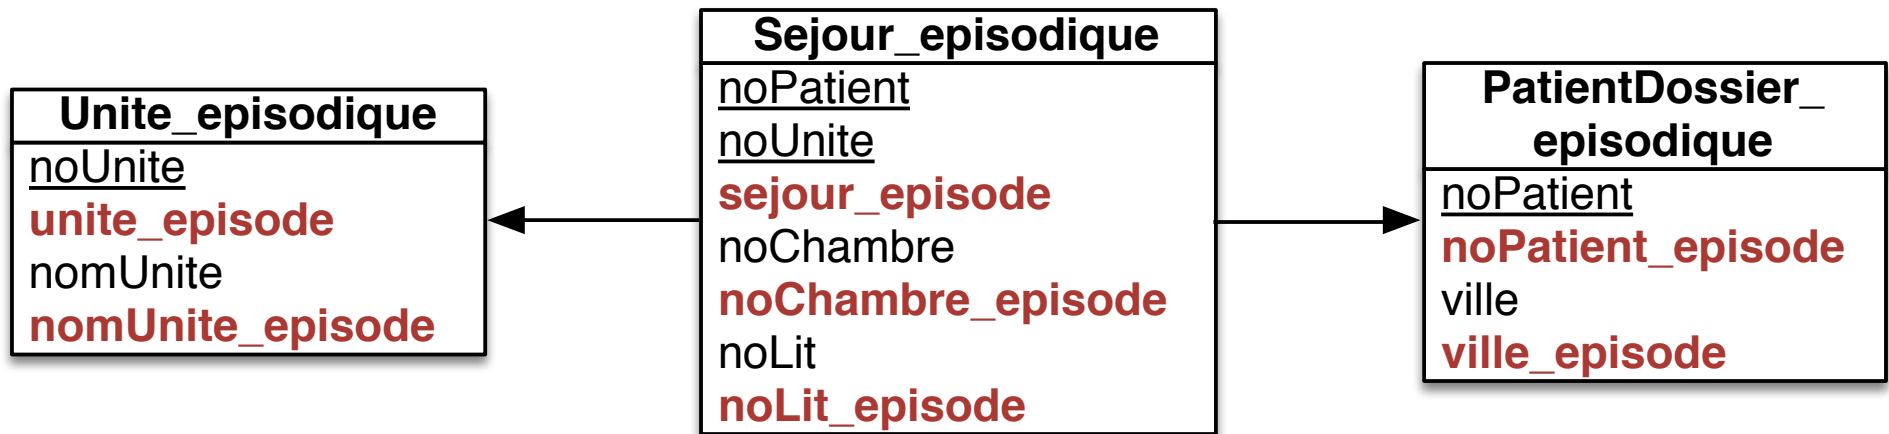 Unite_episodique
noUnite
unite_episode
nomUnite
nomUnite_episode
Sejour_episodique
noPatient
noUnite
sejour_episode
noChambre
noChambre_episode
noLit
noLit_episode
PatientDossier_
episodique
noPatient
noPatient_episode
ville
ville_episode